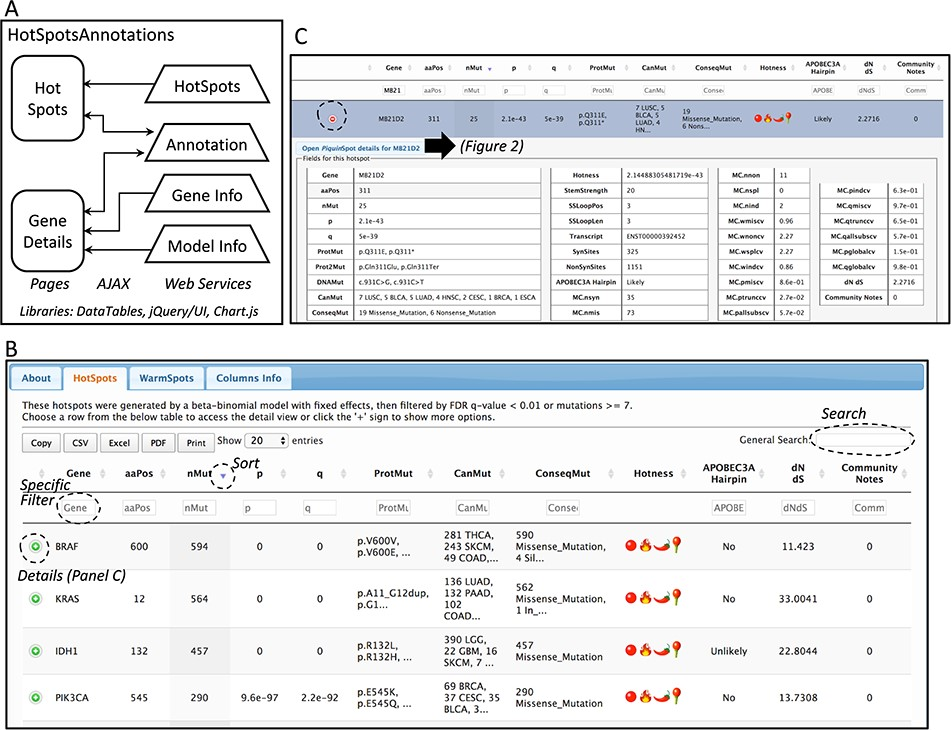 A
HotSpotsAnnotations
Hot
Spots
HotSpots
Annotation
Gene
Details
Gene Info
Model Info
Pages AJAX Web Services
Libraries: DataTables, jQuery/UI, Chart.js
C
Gene aaPos nMut p q ProtMut CanMut ConseqMut Hotness APOBEC3A Hairpin dN dS Community Notes
MB21 aaPos nMut p q ProtMu CanMu Conse APOBE dNdS Comm
MB21D2 311 25 2.1e-43 5e-39 p.Q311E, p.Q311* 7 LUSC, 5 BLCA, 5 LUAD, 4 HN... 19 Missense_Mutation, 6 Nons... Likely 2.2716 0
Open PiquinSpot details for MB21D2 (Figure 2)
Fields for this hotspot
Gene MB21D2
aaPos 311
nMut 25
p 2.1e-43
q 5e-39
ProtMut p.Q311E, p.Q311*
Prot2Mut p.Gln311Glu, p.Gln311Ter
DNAMut c.931C>G, c.931C>T
CanMut 7 LUSC, 5 BLCA, 5 LUAD, 4 HNSC, 2 CESC, 1 BRCA, 1 ESCA
ConseqMut 19 Missense_Mutation, 6 Nonsense_Mutation
Hotness 2.14488305481719e-43
StemStrength 20
SSLoopPos 3
SSLoopLen 3
Transcript ENST00000392452
SynSites 325
NonSynSites 1151
APOBEC3A Hairpin Likely
MC.nsyn 35
MC.nmis 73
MC.nnon 11
MC.nspl 0
MC.nind 2
MC.wmiscv 0.96
MC.wnoncv 2.27
MC.wsplcv 2.27
MC.windcv 0.86
MC.pmiscv 8.6e-01
MC.ptrunccv 2.7e-02
MC.pallsubscv 5.7e-02
MC.pindcv 6.3e-01
MC.qmiscv 9.7e-01
MC.qtrunccv 6.5e-01
MC.qallsubscv 5.7e-01
MC.pglobalcv 1.5e-01
MC.qglobalcv 9.8e-01
dN dS 2.2716
Community Notes 0
B
About HotSpots WarmSpots Columns Info
These hotspots were generated by a beta-binomial model with fixed effects, then filtered by FDR q-value < 0.01 or mutations >= 7.
Choose a row from the below table to access the detail view or click the '+' sign to show more options.
Search
Copy CSV Excel PDF Print Show 20 entries General Search:
Sort
Gene aaPos nMut p q ProtMut CanMut ConseqMut Hotness APOBEC3A Hairpin dN dS Community Notes
Specific
Filter
Gene aaPos nMut p q ProtMu CanMu Conse APOBE dNdS Comm
BRAF 600 594 0 0 p.V600V, p.V600E, ... 281 THCA, 243 SKCM, 49 COAD,... 590 Missense_Mutation, 4 Sil... No 11.423 0
Details (Panel C)
KRAS 12 564 0 0 p.A11_G12dup, p.G1... 136 LUAD, 132 PAAD, 102 COAD... 562 Missense_Mutation, 1 In_... No 33.0041 0
IDH1 132 457 0 0 p.R132L, p.R132H, ... 390 LGG, 22 GBM, 16 SKCM, 7 ... 457 Missense_Mutation Unlikely 22.8044 0
PIK3CA 545 290 9.6e-97 2.2e-92 p.E545K, p.E545Q, ... 69 BRCA, 37 CESC, 35 BLCA, 3... 290 Missense_Mutation No 13.7308 0